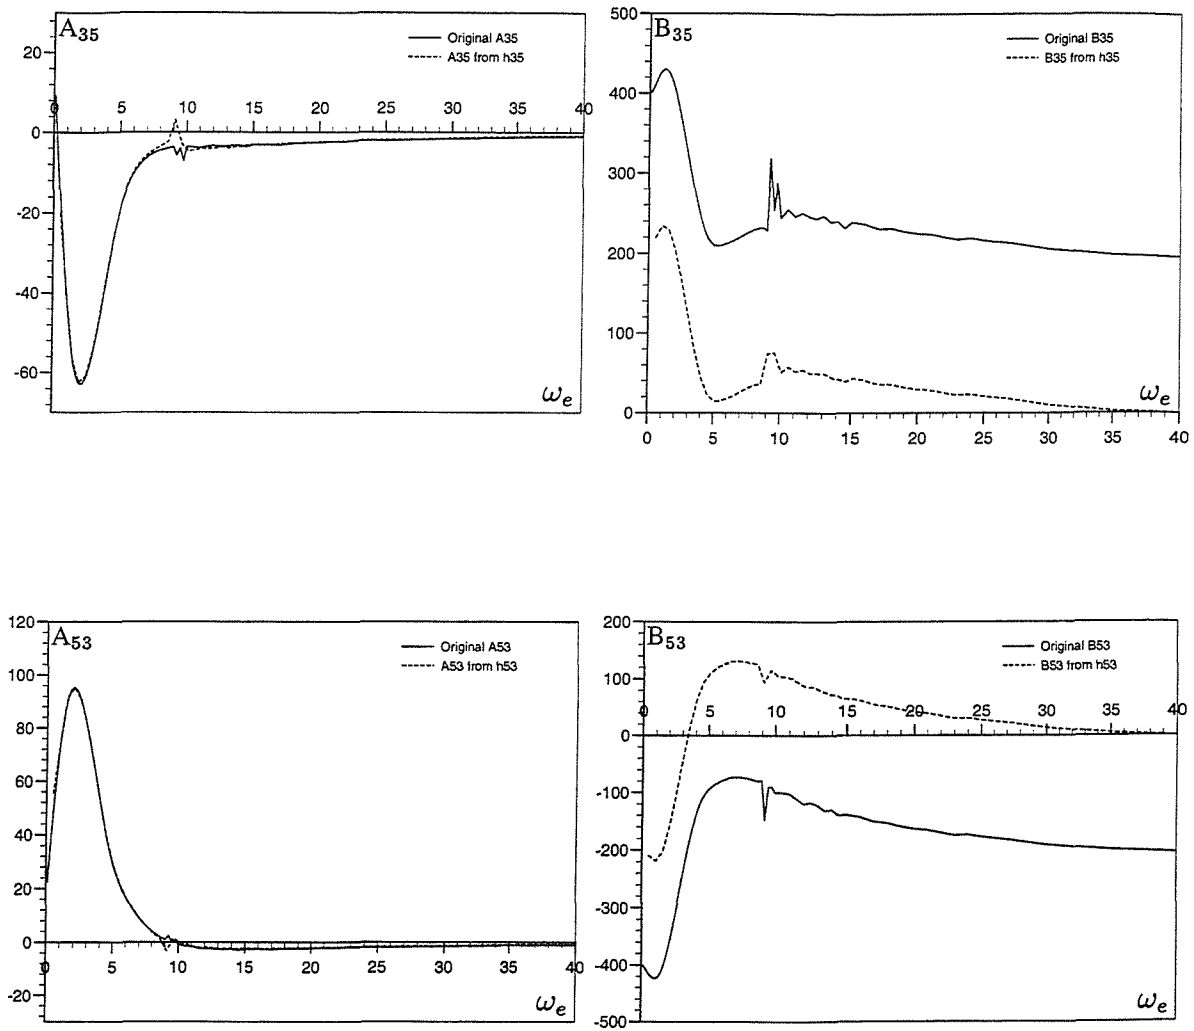 A35
Original A35
A35 from h35
20
0
-20
-40
-60
0 5 10 15 20 25 30 35 40
ωe
B35
Original B35
B35 from h35
500
400
300
200
100
0
0 5 10 15 20 25 30 35 40
ωe
A53
Original A53
A53 from h53
120
100
80
60
40
20
0
-20
0 5 10 15 20 25 30 35 40
ωe
B53
Original B53
B53 from h53
200
100
0
-100
-200
-300
-400
-500
0 5 10 15 20 25 30 35 40
ωe